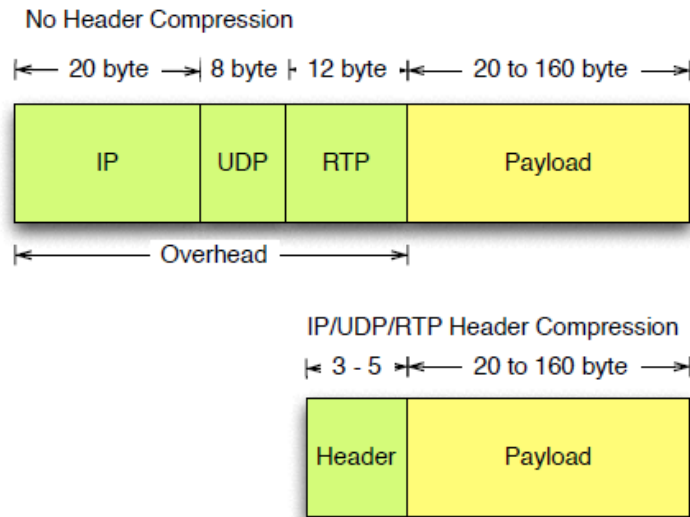 No Header Compression
20 byte 8 byte 12 byte 20 to 160 byte
IP UDP RTP Payload
Overhead
IP/UDP/RTP Header Compression
3 - 5 20 to 160 byte
Header Payload